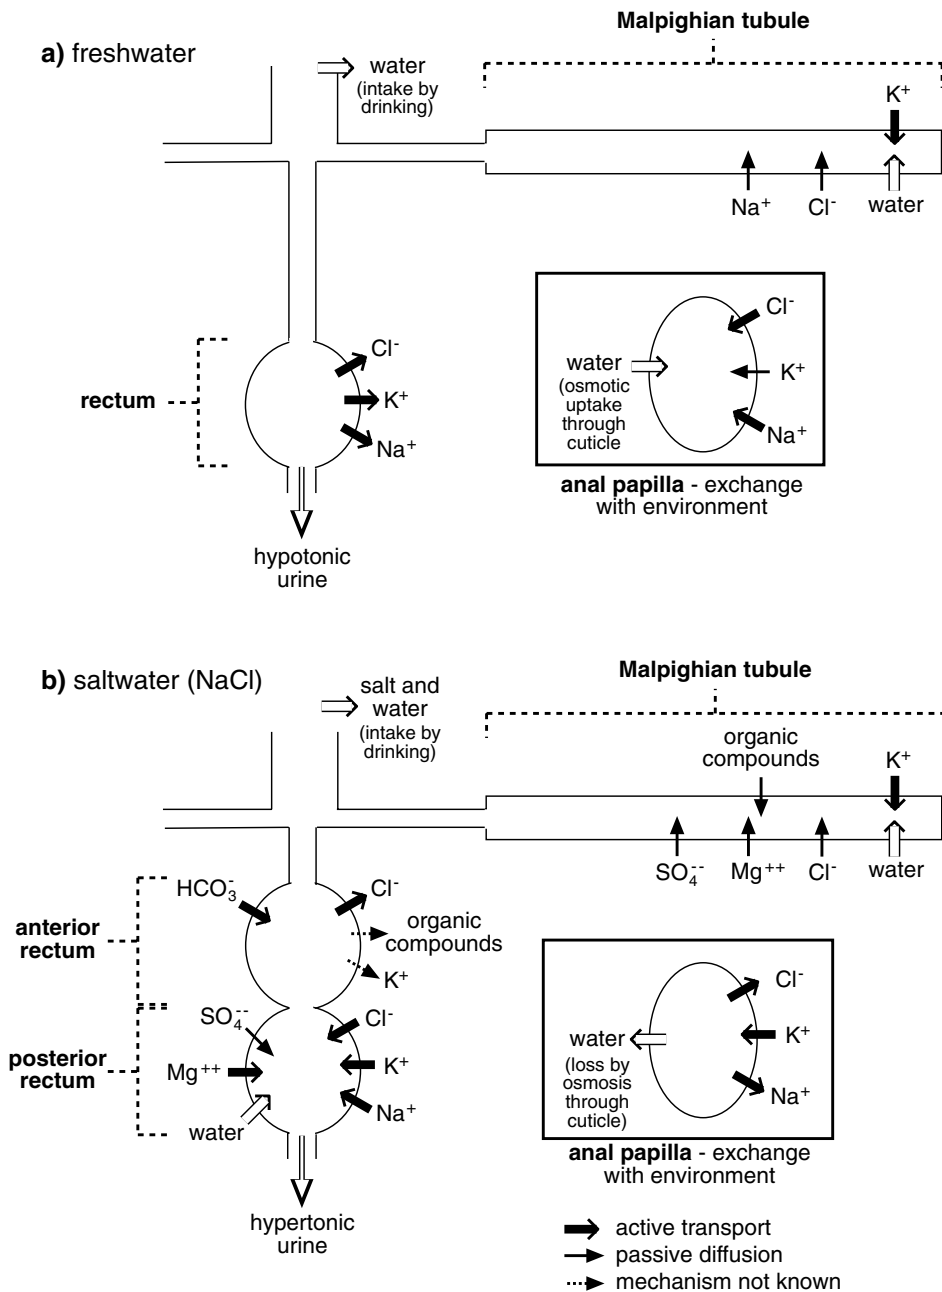 Malpighian tubule
a) freshwater
water
(intake by
drinking)
K⁺
Na⁺
Cl⁻
water
rectum
Cl⁻
K⁺
Na⁺
hypotonic
urine
water
(osmotic
uptake
through
cuticle
Cl⁻
K⁺
Na⁺
anal papilla - exchange
with environment
b) saltwater (NaCl)
salt and
water
(intake by
drinking)
Malpighian tubule
organic
compounds
K⁺
SO₄⁻⁻
Mg⁺⁺
Cl⁻
water
anterior
rectum
HCO₃⁻
Cl⁻
organic
compounds
K⁺
posterior
rectum
SO₄⁻⁻
Mg⁺⁺
water
Cl⁻
K⁺
Na⁺
hypertonic
urine
water
(loss by
osmosis
through
cuticle)
Cl⁻
K⁺
Na⁺
anal papilla - exchange
with environment
active transport
passive diffusion
mechanism not known